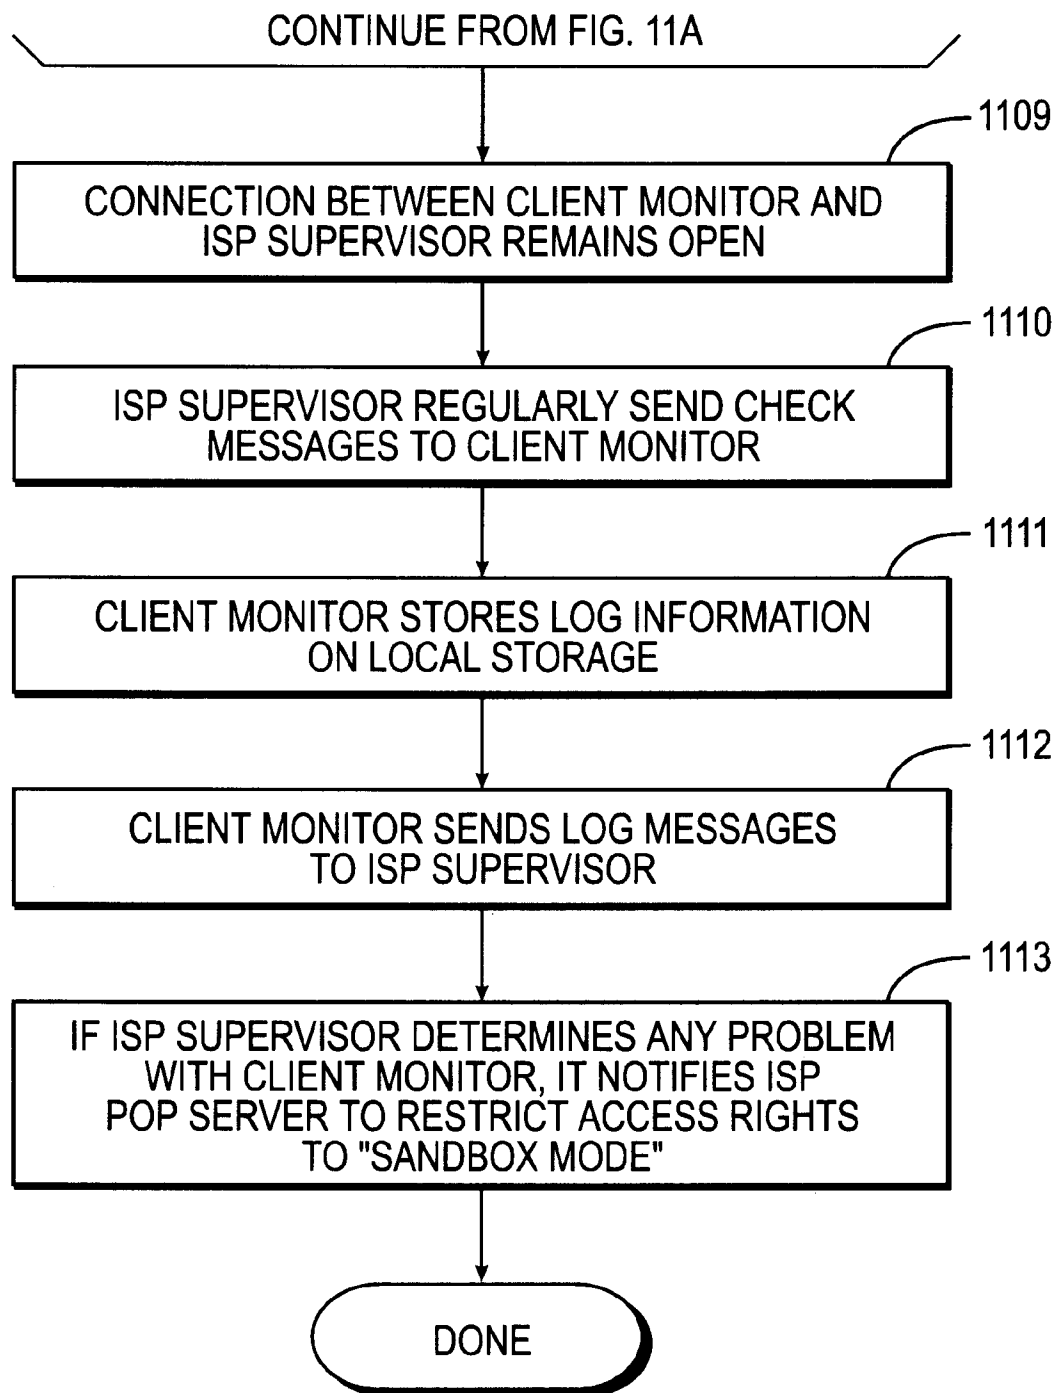 CONTINUE FROM FIG. 11A
1109
CONNECTION BETWEEN CLIENT MONITOR AND
ISP SUPERVISOR REMAINS OPEN
1110
ISP SUPERVISOR REGULARLY SEND CHECK
MESSAGES TO CLIENT MONITOR
1111
CLIENT MONITOR STORES LOG INFORMATION
ON LOCAL STORAGE
1112
CLIENT MONITOR SENDS LOG MESSAGES
TO ISP SUPERVISOR
1113
IF ISP SUPERVISOR DETERMINES ANY PROBLEM
WITH CLIENT MONITOR, IT NOTIFIES ISP
POP SERVER TO RESTRICT ACCESS RIGHTS
TO "SANDBOX MODE"
DONE